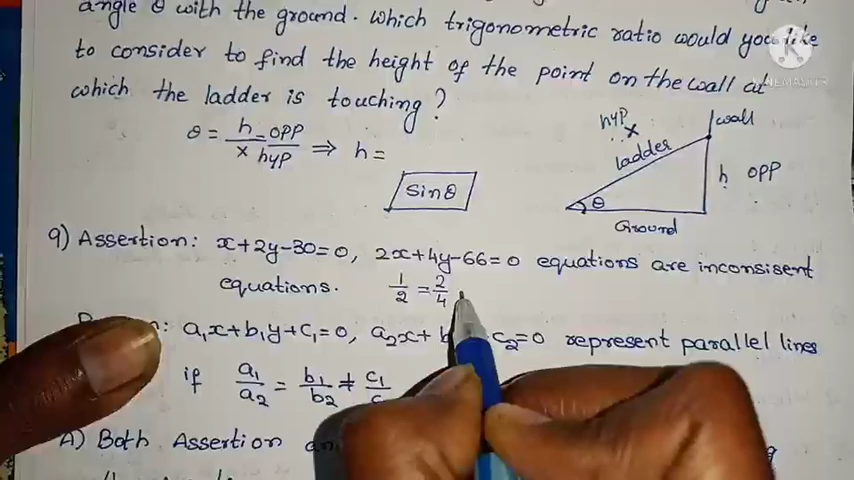 angle θ with the ground. which trigonometric ratio would you like
to consider to find the height of the point on the wall at
which the ladder is touching?
θ = h/x = opp/hyp ⇒ h =
sinθ
hyp
x
ladder
wall
h opp
θ
Ground
9) Assertion: x+2y-30=0, 2x+4y-66=0 equations are inconsisent
equations. 1/2 = 2/4
a₁x+b₁y+c₁=0, a₂x+ c₂=0 represent parallel lines
if a₁/a₂ = b₁/b₂ ≠ c₁/c
A) Both Assertion
KINEMASTER